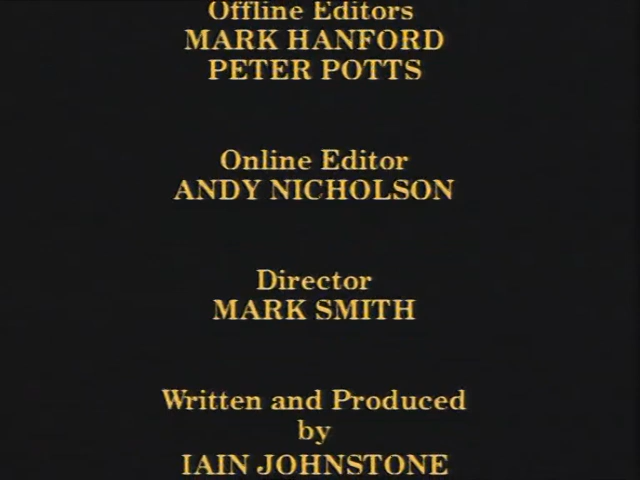 Offline Editors
MARK HANFORD
PETER POTTS
Online Editor
ANDY NICHOLSON
Director
MARK SMITH
Written and Produced
by
IAIN JOHNSTONE